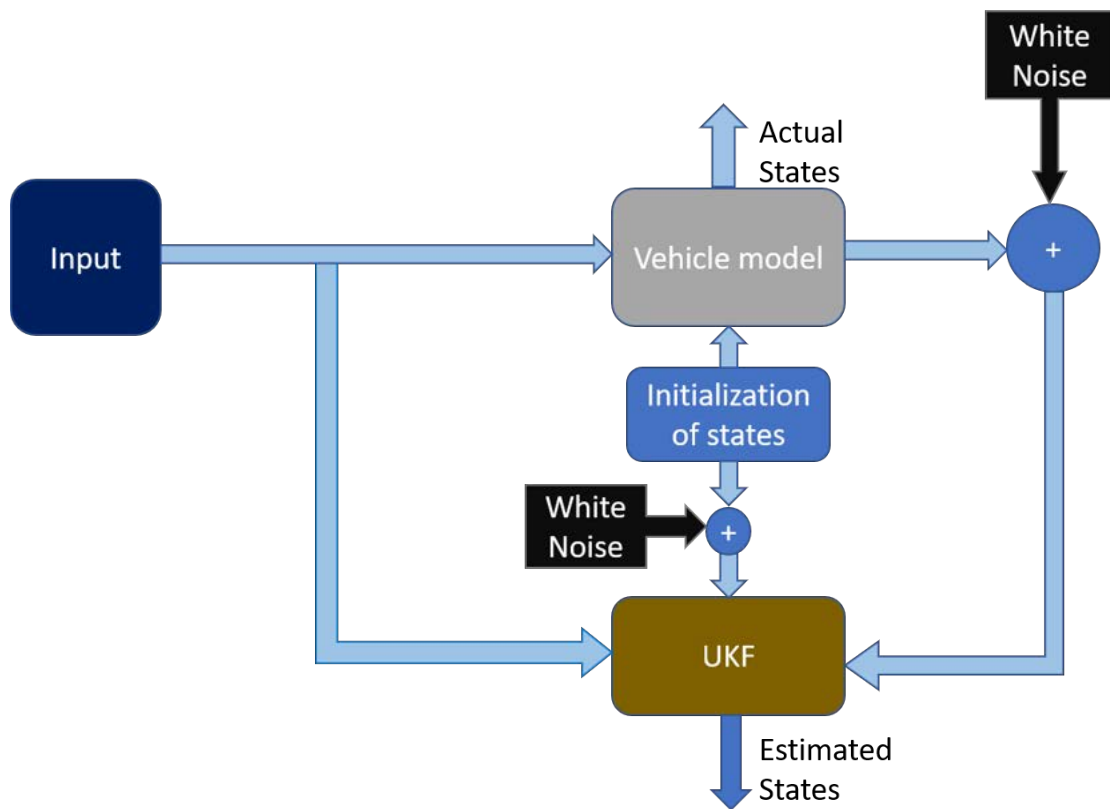 White
Noise
Actual
States
Input
Vehicle model
+
Initialization
of states
White
Noise
+
UKF
Estimated
States